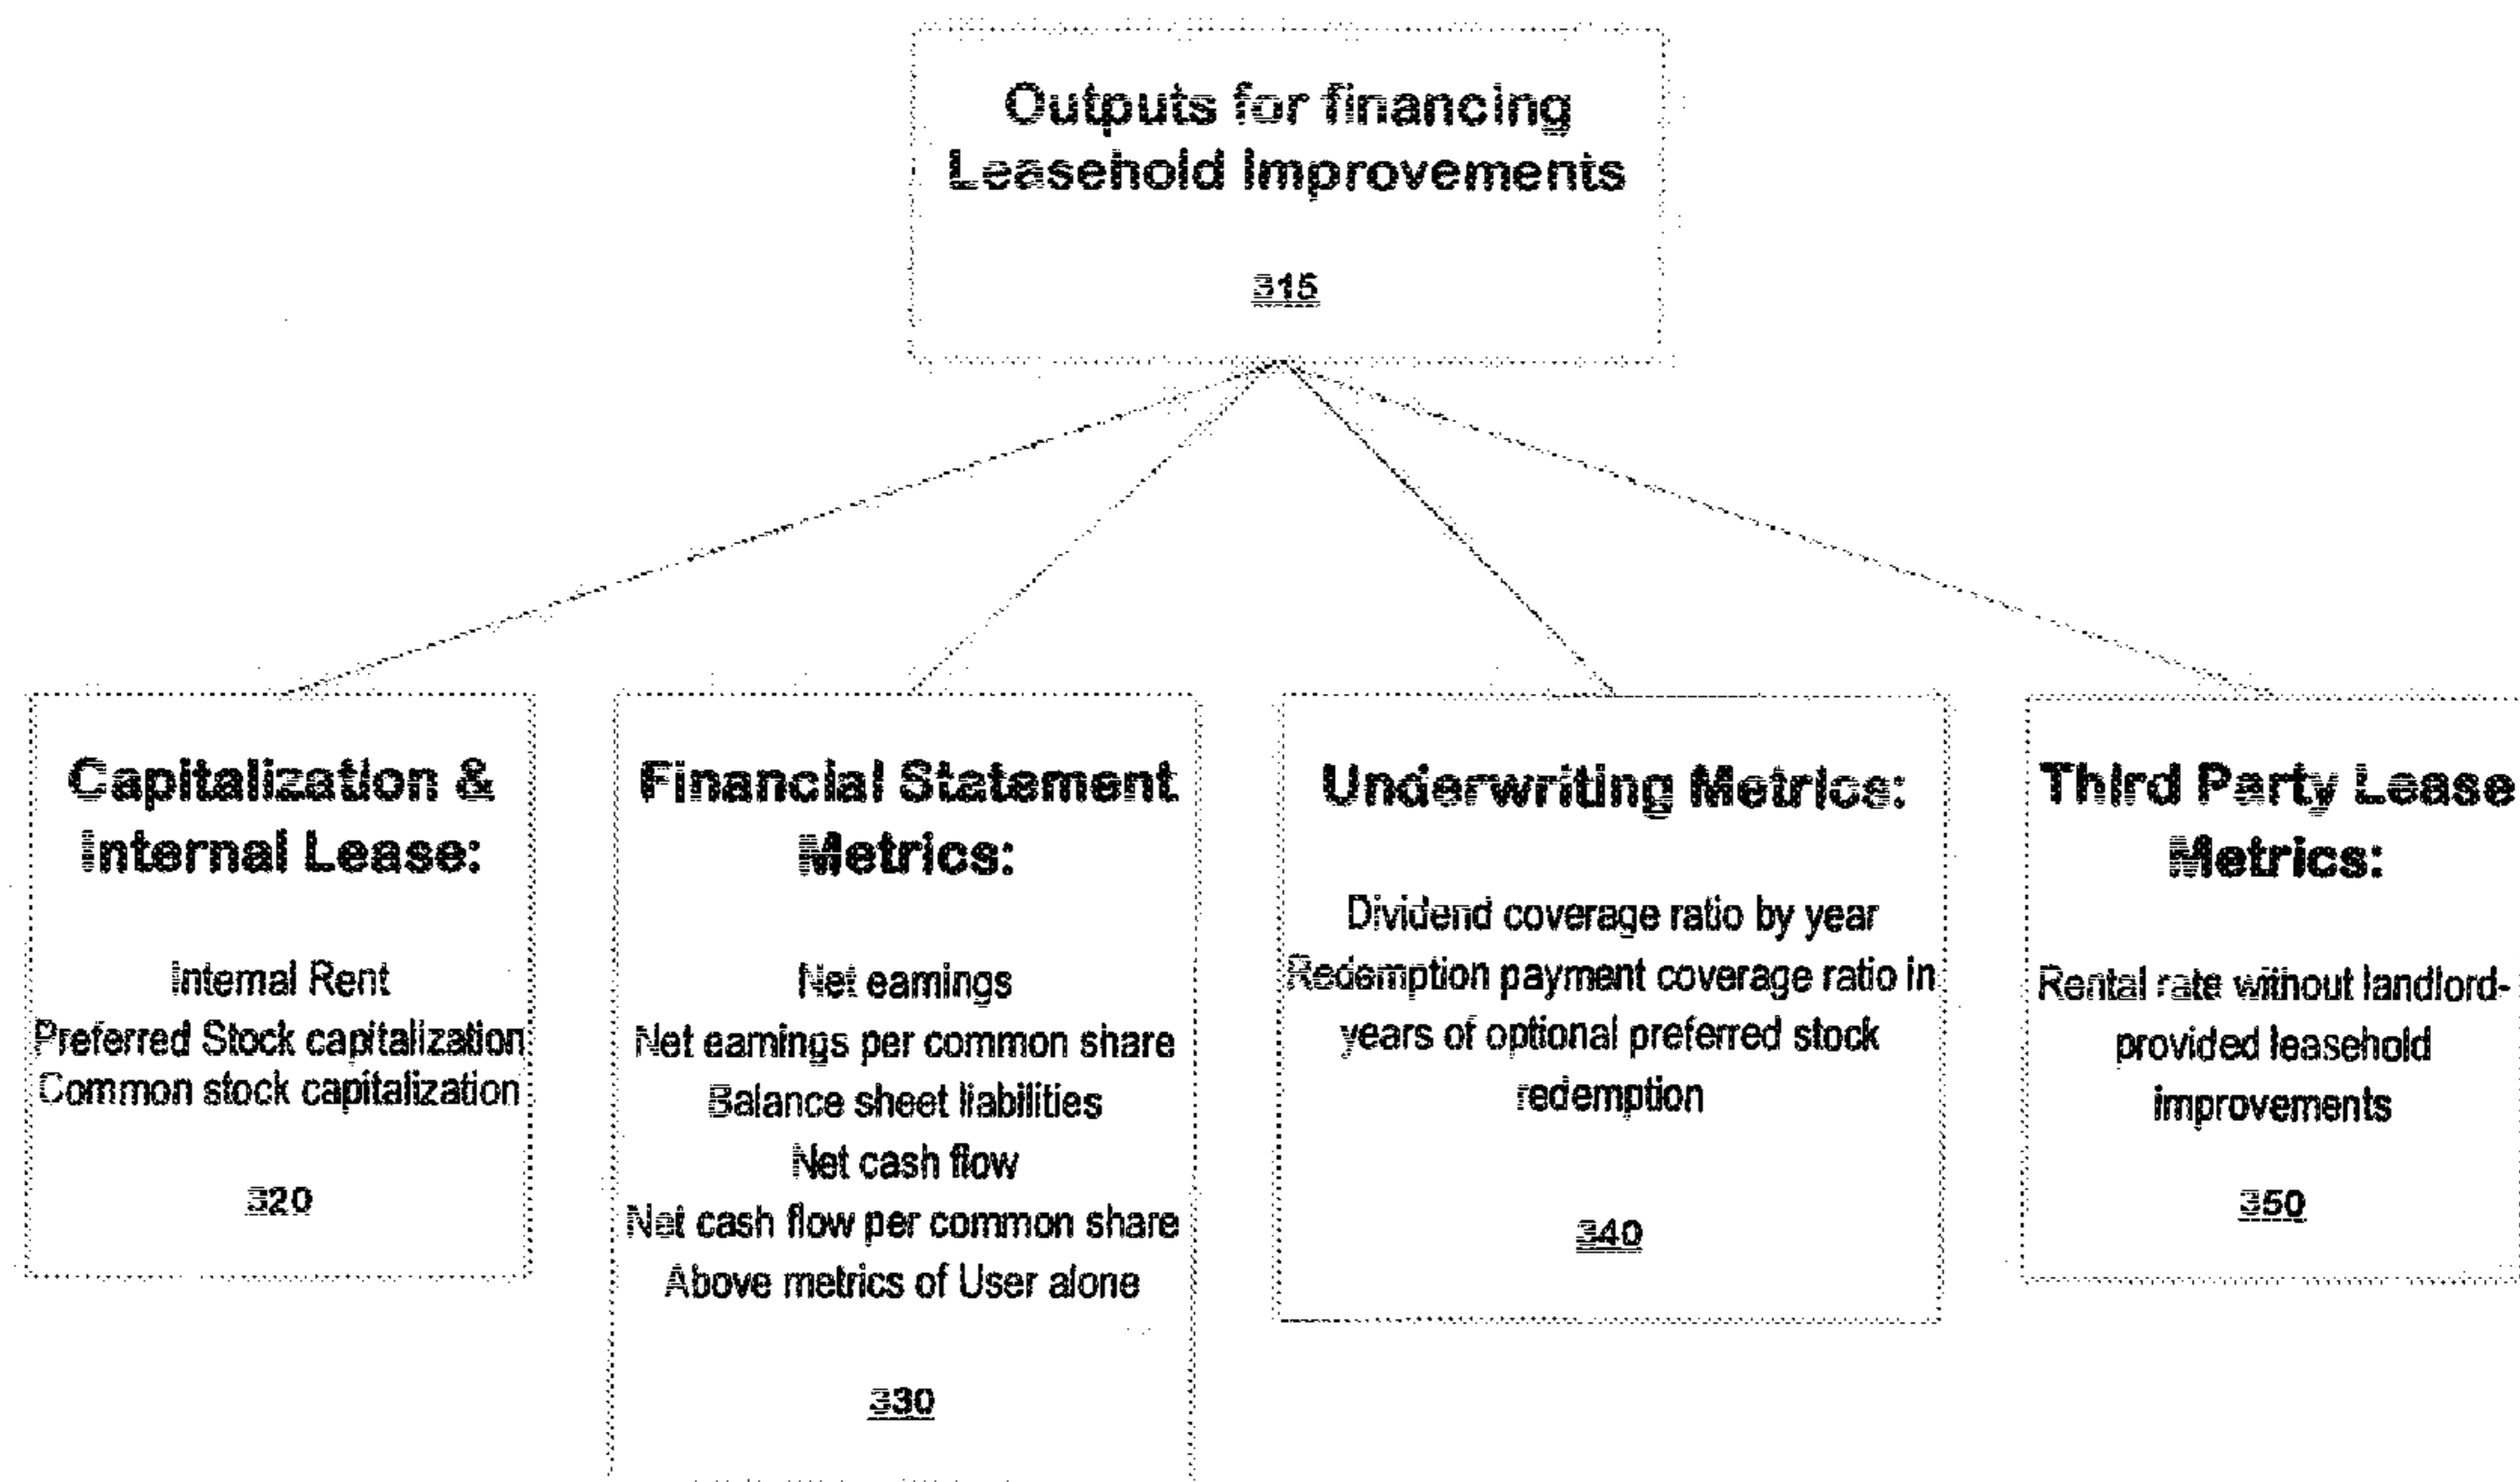 Outputs for financing
Leasehold Improvements
315
Capitalization &
Internal Lease:
Internal Rent
Preferred Stock capitalization
Common stock capitalization
320
Financial Statement
Metrics:
Net earnings
Net earnings per common share
Balance sheet liabilities
Net cash flow
Net cash flow per common share
Above metrics of User alone
330
Underwriting Metrics:
Dividend coverage ratio by year
Redemption payment coverage ratio in
years of optional preferred stock
redemption
340
Third Party Lease
Metrics:
Rental rate without landlord-
provided leasehold
improvements
350